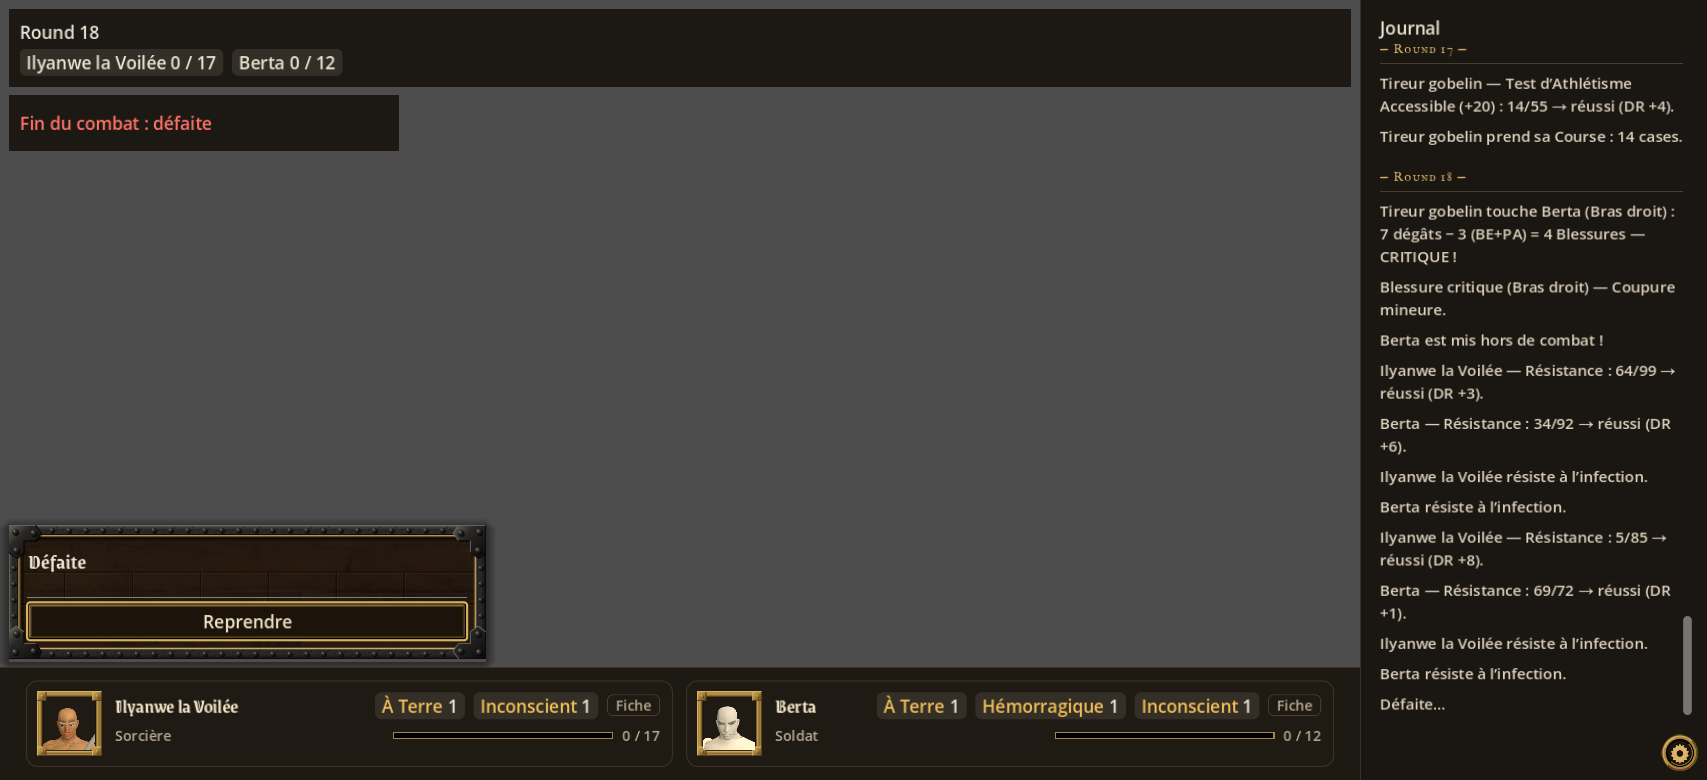 Round 18
Ilyanwe la Voilée 0 / 17 Berta 0 / 12
Fin du combat : défaite
Défaite
Reprendre
Ilyanwe la Voilée À Terre 1 Inconscient 1 Fiche
Sorcière 0 / 17
Berta À Terre 1 Hémorragique 1 Inconscient 1 Fiche
Soldat 0 / 12
Journal
– Round 17 –
Tireur gobelin — Test d’Athlétisme
Accessible (+20) : 14/55 → réussi (DR +4).
Tireur gobelin prend sa Course : 14 cases.
– Round 18 –
Tireur gobelin touche Berta (Bras droit) :
7 dégâts − 3 (BE+PA) = 4 Blessures —
CRITIQUE !
Blessure critique (Bras droit) — Coupure
mineure.
Berta est mis hors de combat !
Ilyanwe la Voilée — Résistance : 64/99 →
réussi (DR +3).
Berta — Résistance : 34/92 → réussi (DR
+6).
Ilyanwe la Voilée résiste à l’infection.
Berta résiste à l’infection.
Ilyanwe la Voilée — Résistance : 5/85 →
réussi (DR +8).
Berta — Résistance : 69/72 → réussi (DR
+1).
Ilyanwe la Voilée résiste à l’infection.
Berta résiste à l’infection.
Défaite…